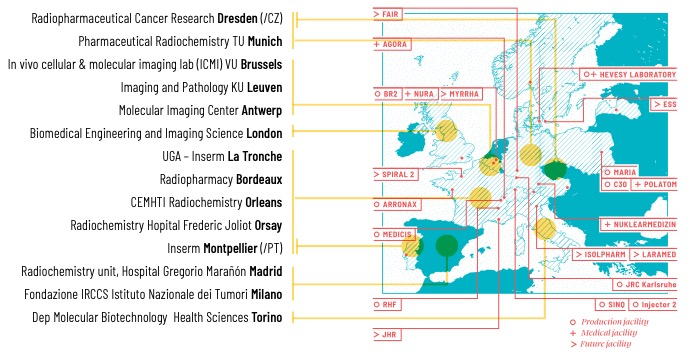 Radiopharmaceutical Cancer Research Dresden (/CZ)
Pharmaceutical Radiochemistry TU Munich
In vivo cellular & molecular imaging lab (ICMI) VU Brussels
Imaging and Pathology KU Leuven
Molecular Imaging Center Antwerp
Biomedical Engineering and Imaging Science London
UGA – Inserm La Tronche
Radiopharmacy Bordeaux
CEMHTI Radiochemistry Orleans
Radiochemistry Hopital Frederic Joliot Orsay
Inserm Montpellier (/PT)
Radiochemistry unit, Hospital Gregorio Marañón Madrid
Fondazione IRCCS Istituto Nazionale dei Tumori Milano
Dep Molecular Biotechnology Health Sciences Torino
> FAIR
+ AGORA
O BR2 + NURA > MYRRHA
> SPIRAL 2
O ARRONAX
O MEDICIS
O RHF
> JHR
O+ HEVESY LABORATORY
> ESS
O MARIA
O C30 + POLATOM
+ NUKLEARMEDIZIN
> ISOLPHARM > LARAMED
O JRC Karlsruhe
O SINQ O Injector 2
O Production facility
+ Medical facility
> Future facility